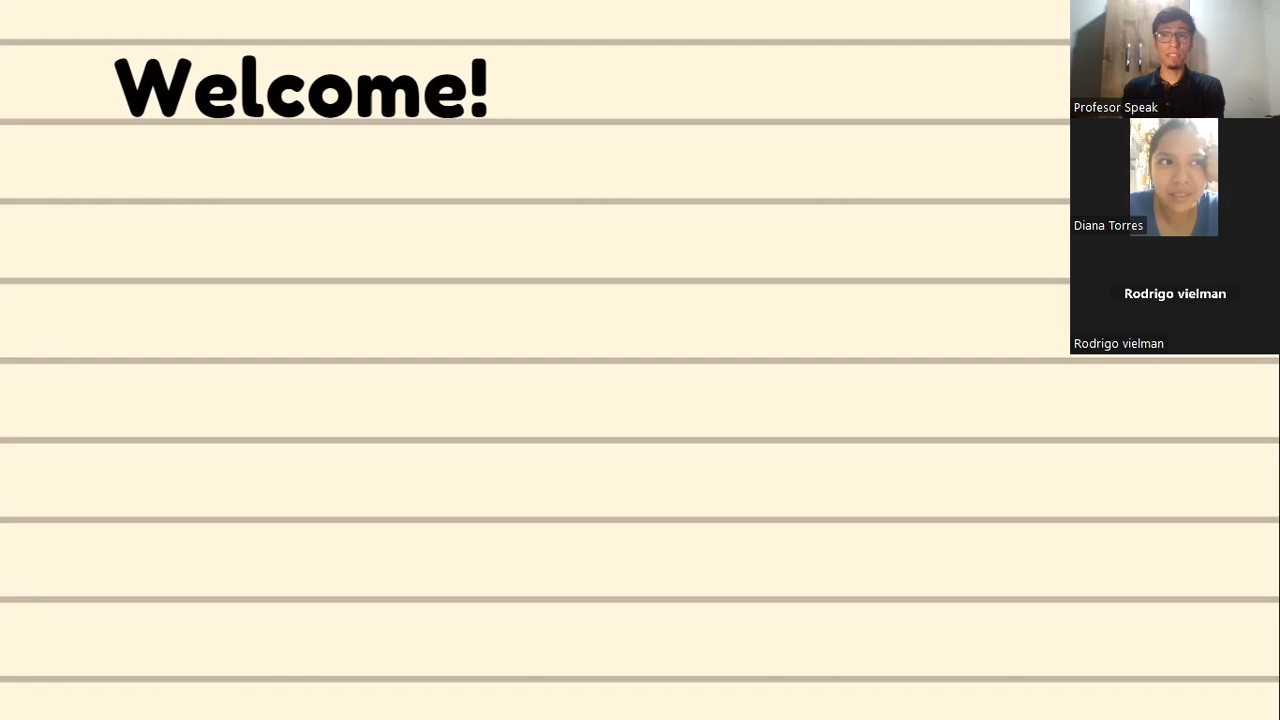 Welcome!
Profesor Speak
Diana Torres
Rodrigo vielman
Rodrigo vielman